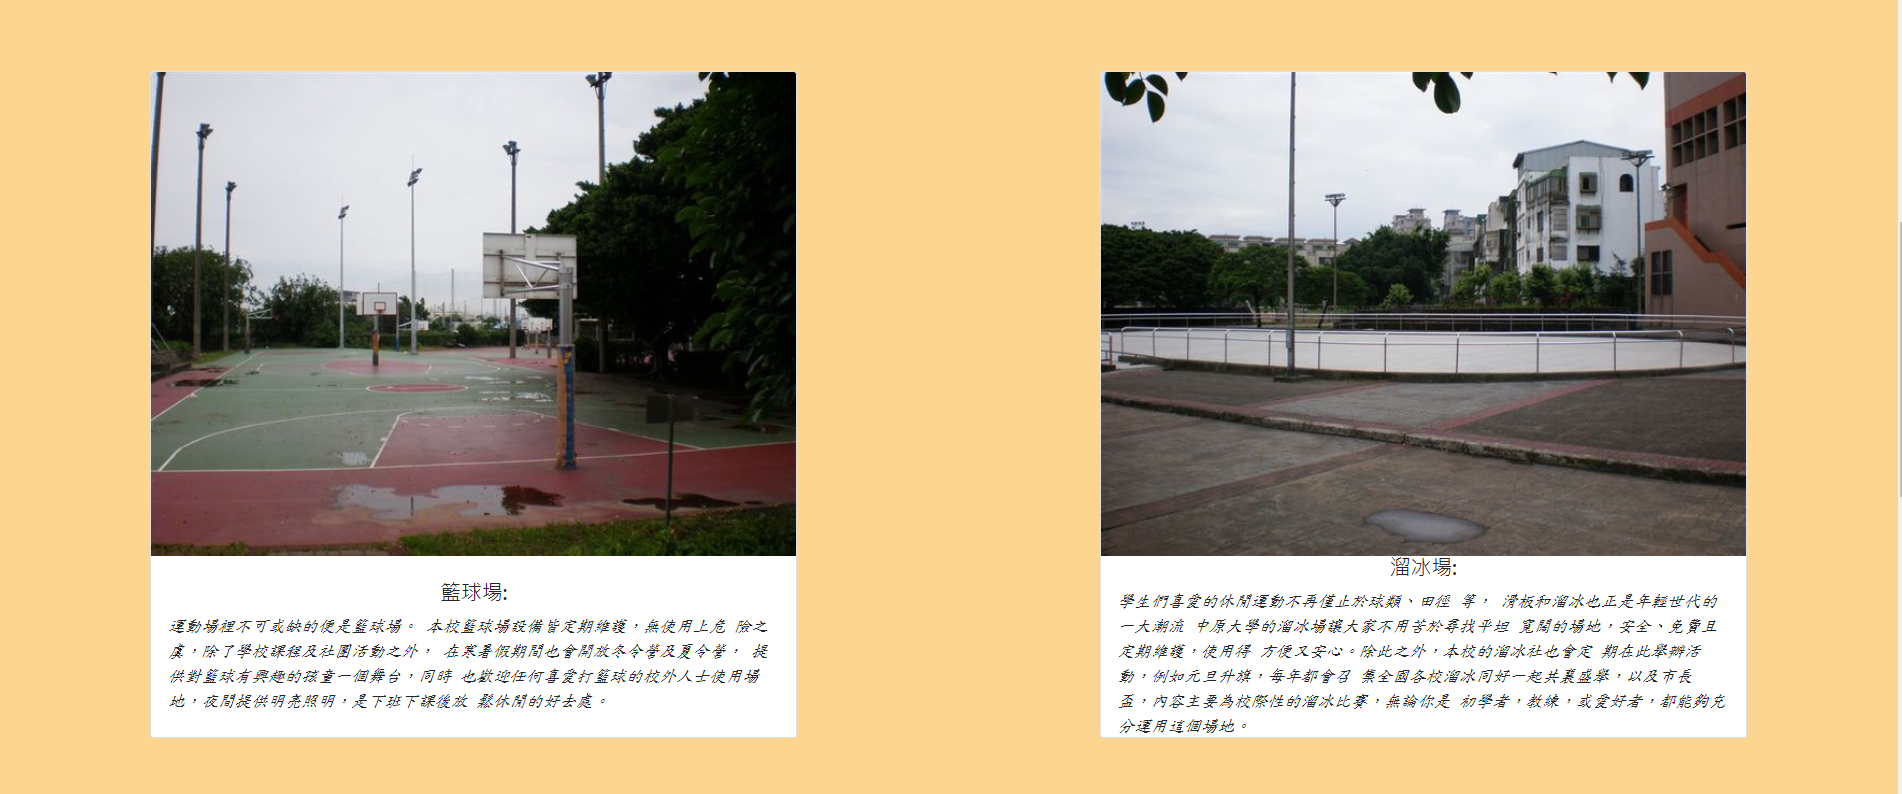 籃球場:
運動場裡不可或缺的便是籃球場。 本校籃球場設備皆定期維護，無使用上危 險之
虞，除了學校課程及社團活動之外， 在寒暑假期間也會開放冬令營及夏令營， 提
供對籃球有興趣的孩童一個舞台，同時 也歡迎任何喜愛打籃球的校外人士使用場
地，夜間提供明亮照明，是下班下課後放 鬆休閒的好去處。
溜冰場:
學生們喜愛的休閒運動不再僅止於球類、田徑 等， 滑板和溜冰也正是年輕世代的
一大潮流 中原大學的溜冰場讓大家不用苦於尋找平坦 寬闊的場地，安全、免費且
定期維護，使用得 方便又安心。除此之外，本校的溜冰社也會定 期在此舉辦活
動，例如元旦升旗，每年都會召 集全國各校溜冰同好一起共襄盛舉，以及市長
盃，內容主要為校際性的溜冰比賽，無論你是 初學者，教練，或愛好者，都能夠充
分運用這個場地。